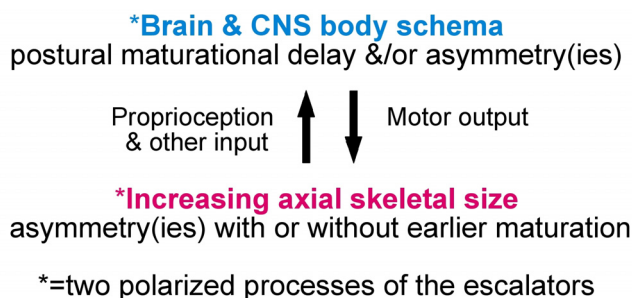 *Brain & CNS body schema
postural maturational delay &/or asymmetry(ies)
Proprioception
& other input
Motor output
*Increasing axial skeletal size
asymmetry(ies) with or without earlier maturation
*=two polarized processes of the escalators